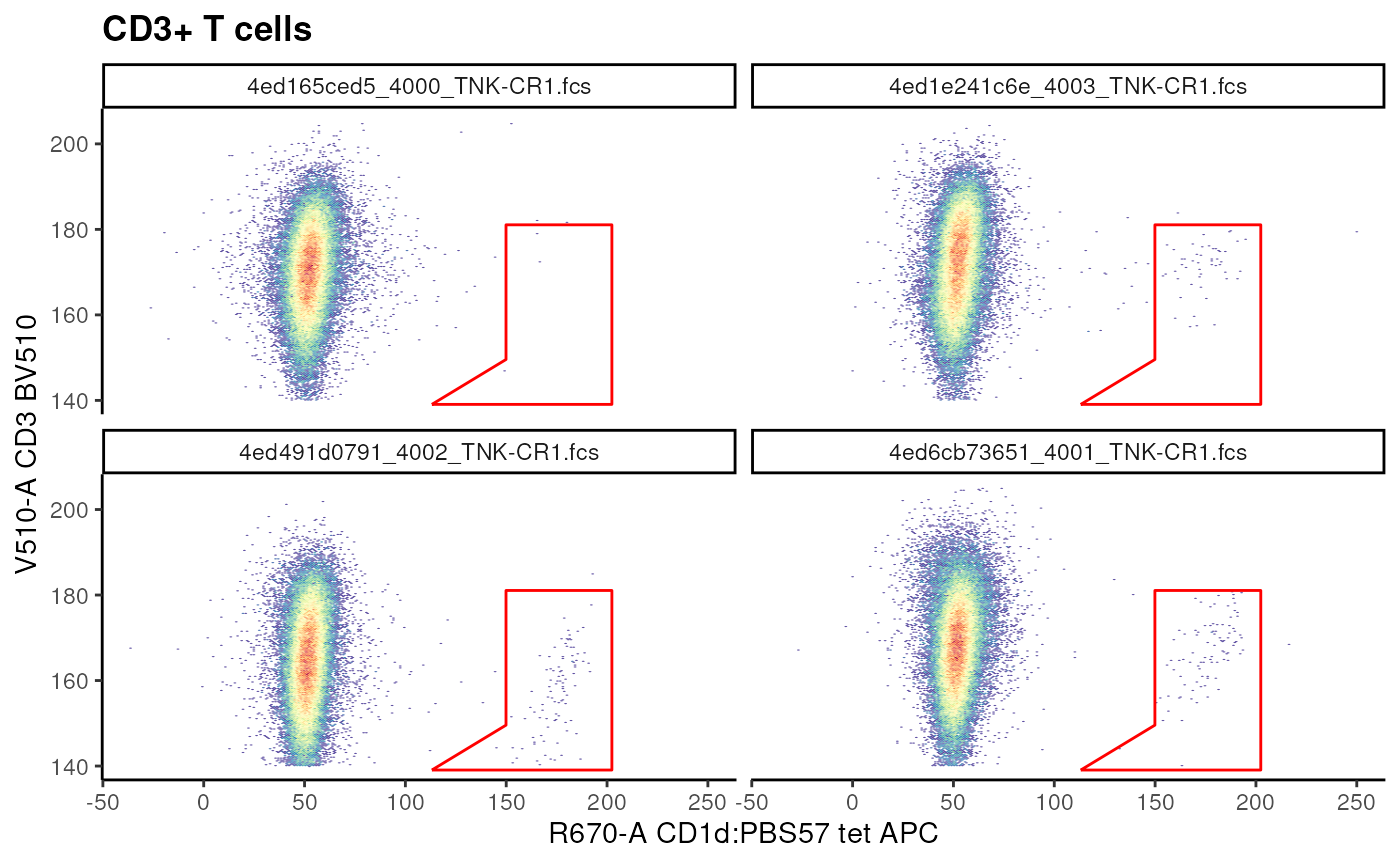 CD3+ T cells
4ed165ced5_4000_TNK-CR1.fcs
4ed1e241c6e_4003_TNK-CR1.fcs
200
180
160
140
4ed491d0791_4002_TNK-CR1.fcs
4ed6cb73651_4001_TNK-CR1.fcs
200
180
160
140
V510-A CD3 BV510
-50 0 50 100 150 200 250 -50 0 50 100 150 200 250
R670-A CD1d:PBS57 tet APC